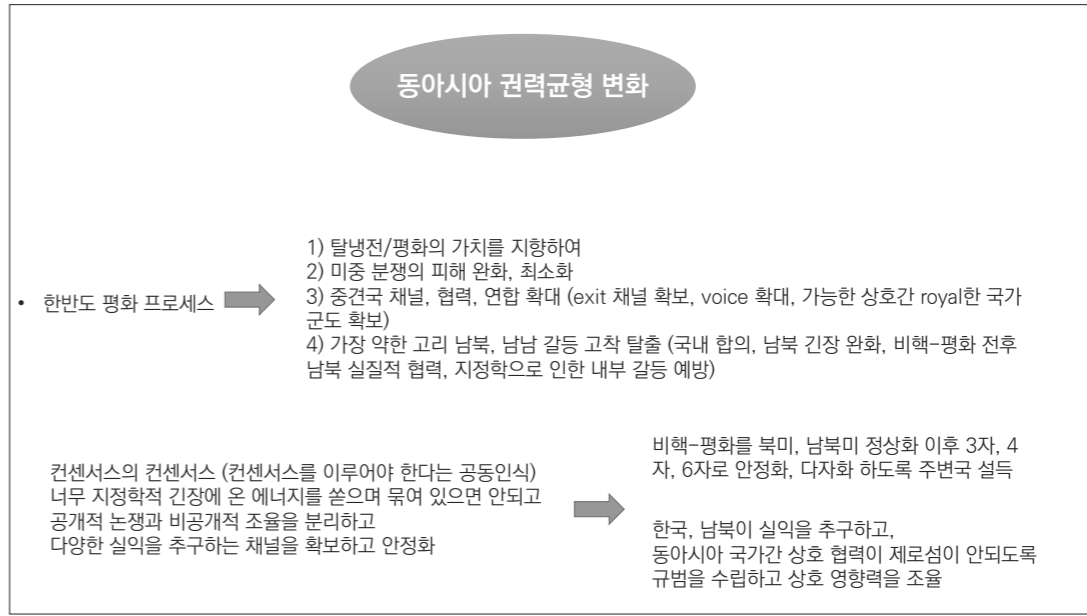 동아시아 권력균형 변화
• 한반도 평화 프로세스
1) 탈냉전/평화의 가치를 지향하여
2) 미중 분쟁의 피해 완화, 최소화
3) 중견국 채널, 협력, 연합 확대 (exit 채널 확보, voice 확대, 가능한 상호간 royal한 국가
군도 확보)
4) 가장 약한 고리 남북, 남남 갈등 고착 탈출 (국내 합의, 남북 긴장 완화, 비핵-평화 전후
남북 실질적 협력, 지정학으로 인한 내부 갈등 예방)
컨센서스의 컨센서스 (컨센서스를 이루어야 한다는 공동인식)
너무 지정학적 긴장에 온 에너지를 쏟으며 묶여 있으면 안되고
공개적 논쟁과 비공개적 조율을 분리하고
다양한 실익을 추구하는 채널을 확보하고 안정화
비핵-평화를 북미, 남북미 정상화 이후 3자, 4
자, 6자로 안정화, 다자화 하도록 주변국 설득
한국, 남북이 실익을 추구하고,
동아시아 국가간 상호 협력이 제로섬이 안되도록
규범을 수립하고 상호 영향력을 조율